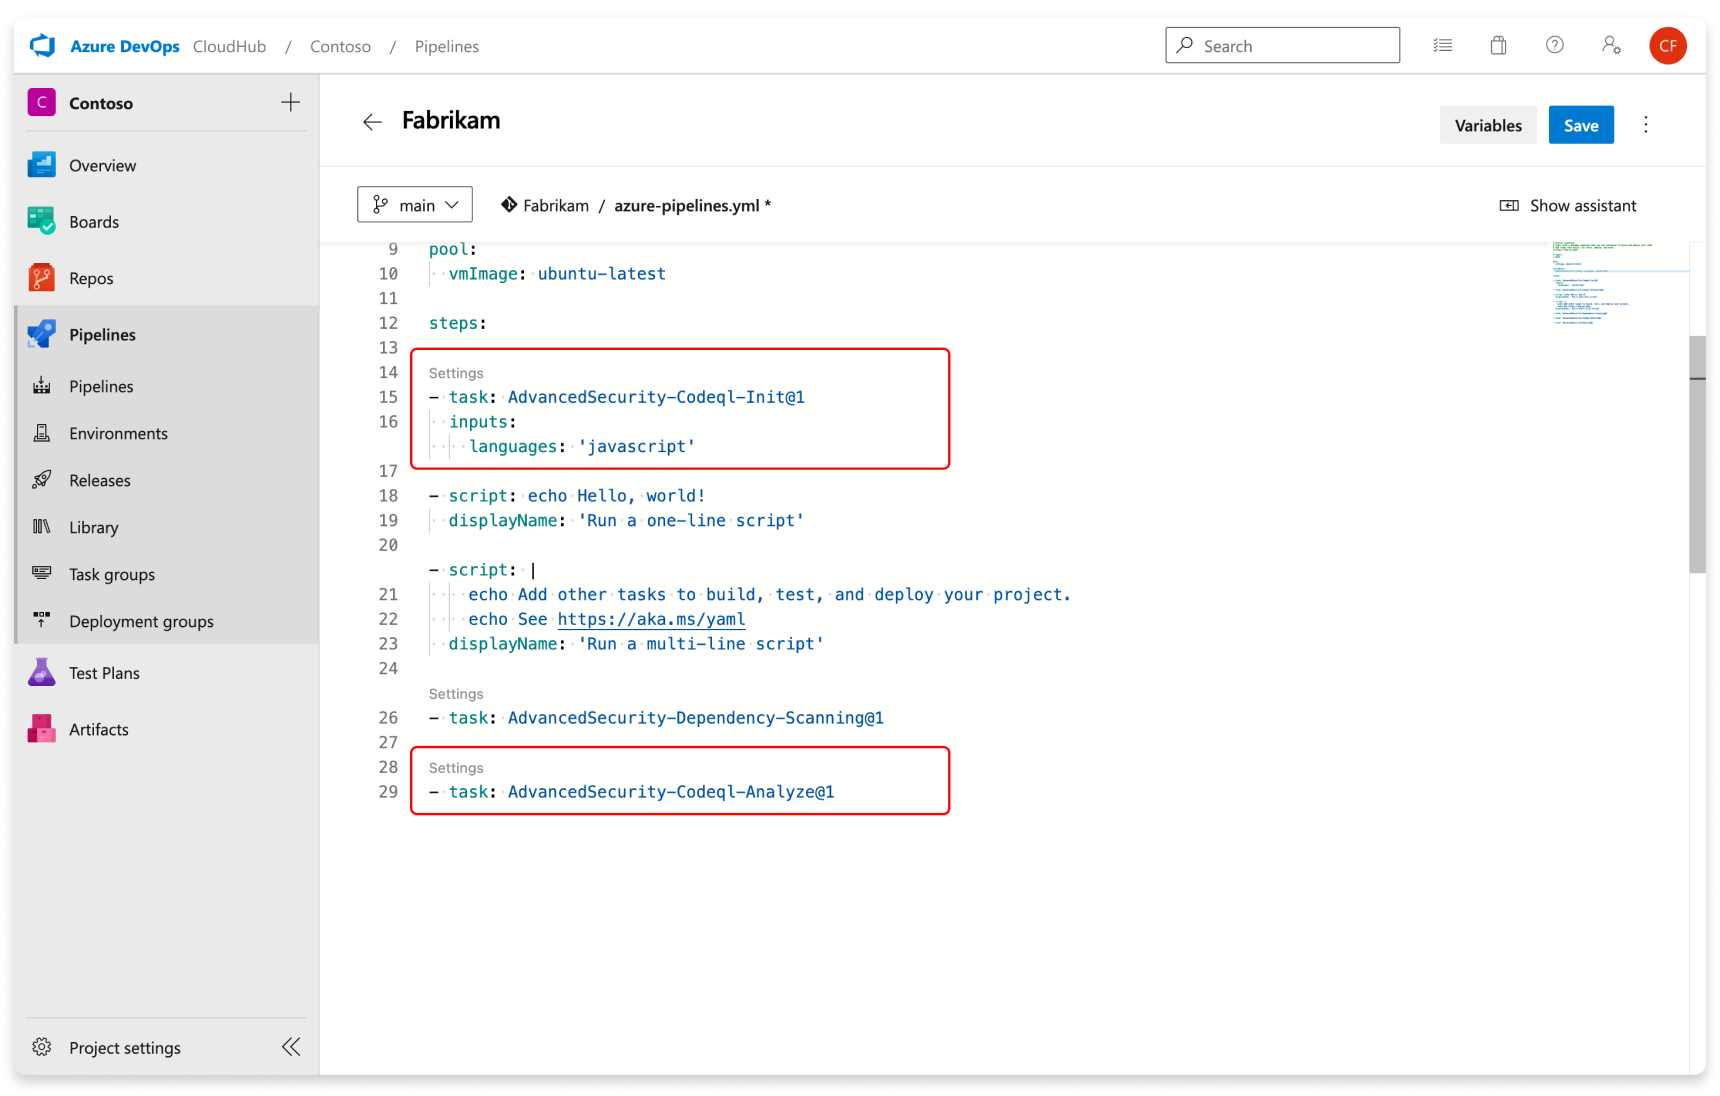 Azure DevOps CloudHub / Contoso / Pipelines
Search
CF
C Contoso
Overview
Boards
Repos
Pipelines
Pipelines
Environments
Releases
Library
Task groups
Deployment groups
Test Plans
Artifacts
Project settings
Fabrikam
Variables
Save
main
Fabrikam / azure-pipelines.yml *
Show assistant
9 pool:
10 vmImage: ubuntu-latest
11
12 steps:
13
14 Settings
15 - task: AdvancedSecurity-Codeql-Init@1
16 inputs:
languages: 'javascript'
17
18 - script: echo Hello, world!
19 displayName: 'Run a one-line script'
20
- script: |
21 echo Add other tasks to build, test, and deploy your project.
22 echo See https://aka.ms/yaml
23 displayName: 'Run a multi-line script'
24
Settings
26 - task: AdvancedSecurity-Dependency-Scanning@1
27
28 Settings
29 - task: AdvancedSecurity-Codeql-Analyze@1